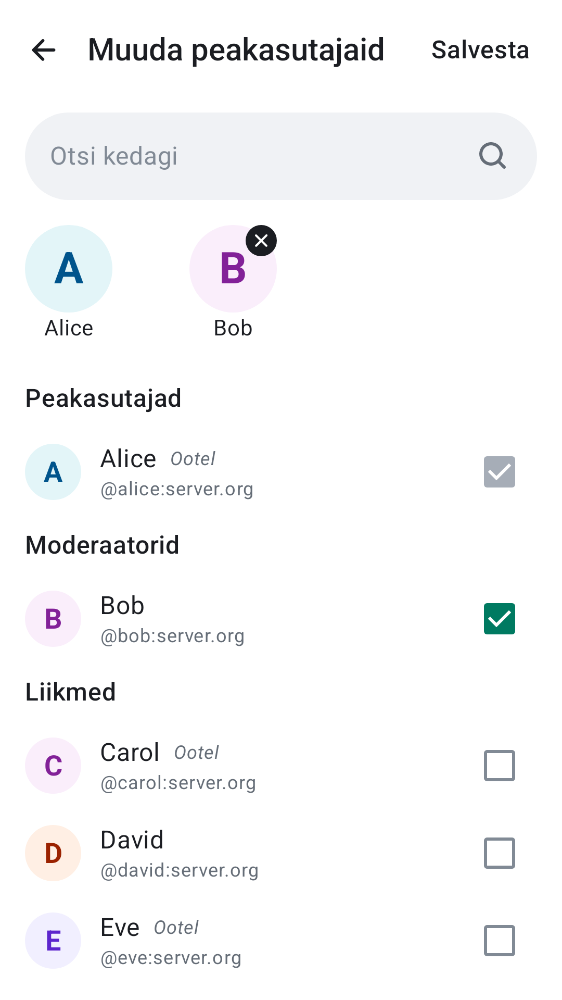 Muuda peakasutajaid
Salvesta
Otsi kedagi
A
B
Alice
Bob
Peakasutajad
A
Alice Ootel
@alice:server.org
Moderaatorid
B
Bob
@bob:server.org
Liikmed
C
Carol Ootel
@carol:server.org
D
David
@david:server.org
E
Eve Ootel
@eve:server.org